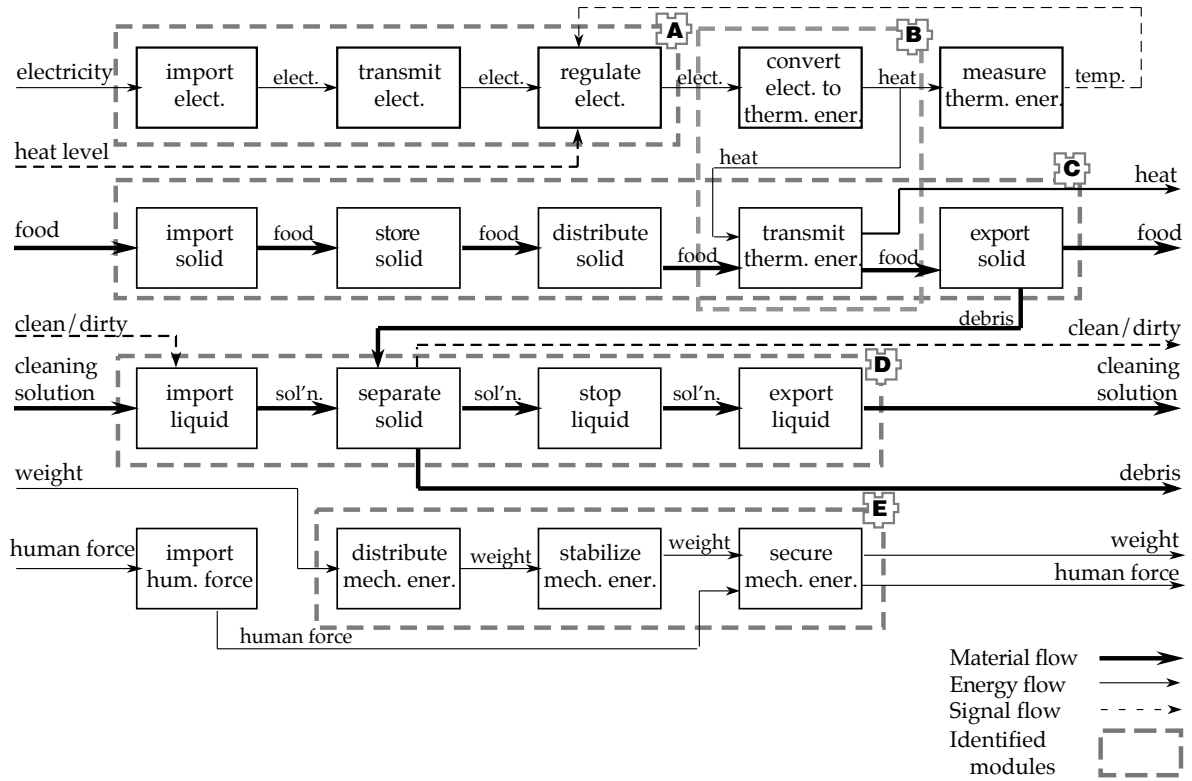 A
B
electricity
import
elect.
elect.
transmit
elect.
elect.
regulate
elect.
elect.
convert
elect. to
therm. ener.
heat
measure
therm. ener.
temp.
heat level
heat
C
heat
food
import
solid
food
store
solid
food
distribute
solid
food
transmit
therm. ener.
food
export
solid
food
debris
clean/dirty
clean/dirty
D
cleaning
solution
import
liquid
sol'n.
separate
solid
sol'n.
stop
liquid
sol'n.
export
liquid
cleaning
solution
weight
debris
E
human force
import
hum. force
distribute
mech. ener.
weight
stabilize
mech. ener.
weight
secure
mech. ener.
weight
human force
human force
Material flow
Energy flow
Signal flow
Identified
modules